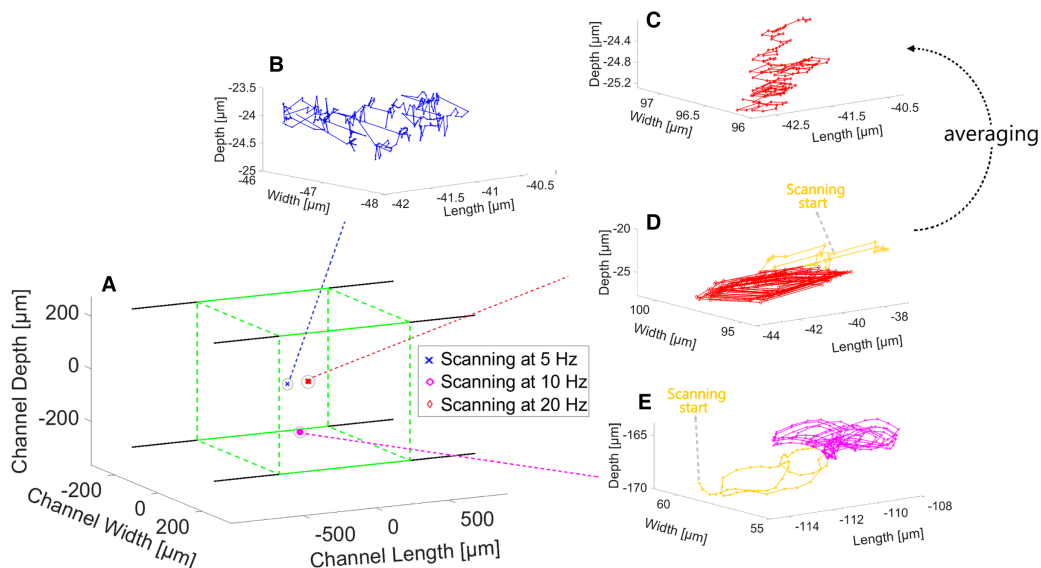 B
Depth [µm]
-23.5
-24
-24.5
-25
-46
-47
-48
Width [µm]
-42
-41.5
-41
-40.5
Length [µm]
C
Depth [µm]
-24.4
-24.8
-25.2
97
96.5
96
Width [µm]
-42.5
-41.5
-40.5
Length [µm]
averaging
D
Scanning
start
Depth [µm]
-20
-25
100
95
Width [µm]
-44
-42
-40
-38
Length [µm]
A
Channel Depth [µm]
200
0
-200
-200
0
200
Channel Width [µm]
-500
0
500
Channel Length [µm]
Scanning at 5 Hz
Scanning at 10 Hz
Scanning at 20 Hz
E
Scanning
start
Depth [µm]
-165
-170
60
55
Width [µm]
-114
-112
-110
-108
Length [µm]